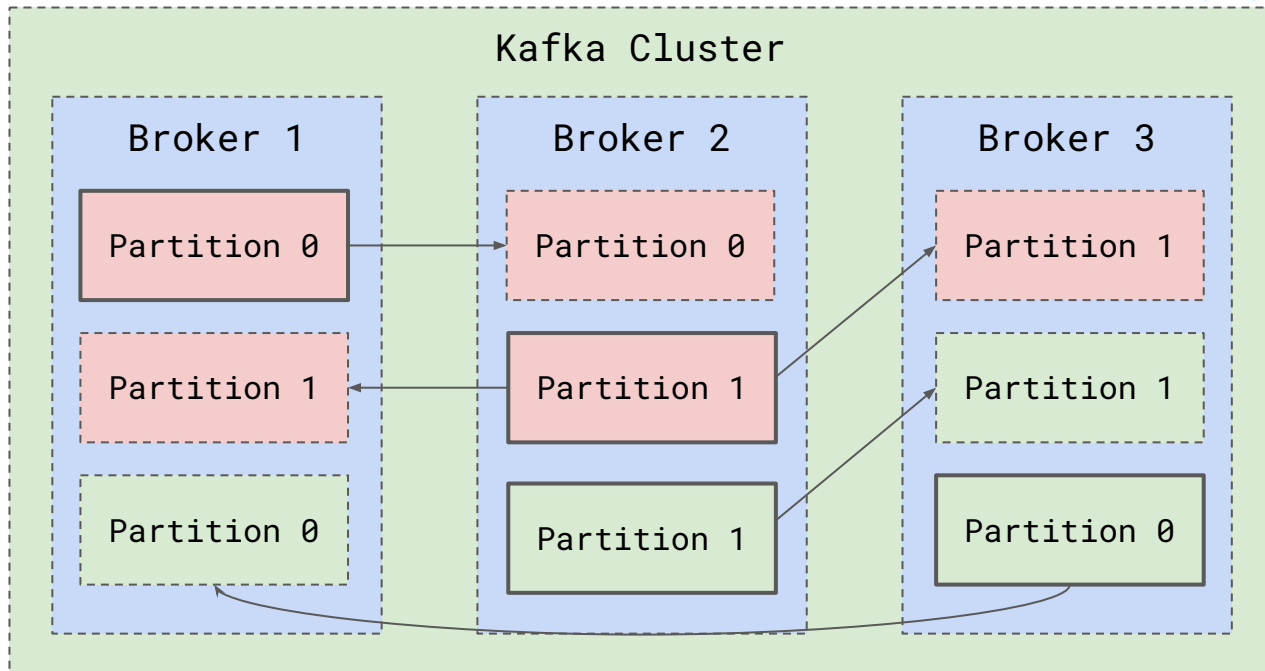 Kafka Cluster
Broker 1
Partition 0
Partition 1
Partition 0
Broker 2
Partition 0
Partition 1
Partition 1
Broker 3
Partition 1
Partition 1
Partition 0